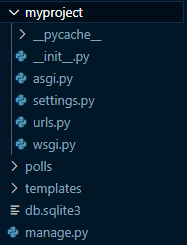 myproject
__pycache__
__init__.py
asgi.py
settings.py
urls.py
wsgi.py
polls
templates
db.sqlite3
manage.py